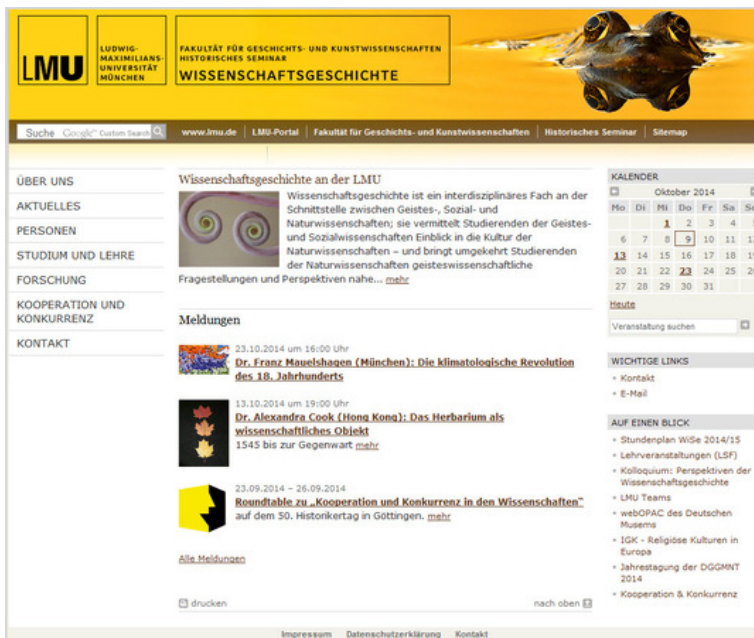 LMU
LUDWIG-
MAXIMILIANS-
UNIVERSITÄT
MÜNCHEN
FAKULTÄT FÜR GESCHICHTS- UND KUNSTWISSENSCHAFTEN
HISTORISCHES SEMINAR
WISSENSCHAFTSGESCHICHTE
Suche Google™ Custom Search
www.lmu.de LMU-Portal Fakultät für Geschichts- und Kunstwissenschaften Historisches Seminar Sitemap
ÜBER UNS
AKTUELLES
PERSONEN
STUDIUM UND LEHRE
FORSCHUNG
KOOPERATION UND
KONKURRENZ
KONTAKT
Wissenschaftsgeschichte an der LMU
Wissenschaftsgeschichte ist ein interdisziplinäres Fach an der
Schnittstelle zwischen Geistes-, Sozial- und
Naturwissenschaften; sie vermittelt Studierenden der Geistes-
und Sozialwissenschaften Einblick in die Kultur der
Naturwissenschaften – und bringt umgekehrt Studierenden
der Naturwissenschaften geisteswissenschaftliche
Fragestellungen und Perspektiven nahe... mehr
Meldungen
23.10.2014 um 16:00 Uhr
Dr. Franz Mauelshagen (München): Die klimatologische Revolution
des 18. Jahrhunderts
13.10.2014 um 19:00 Uhr
Dr. Alexandra Cook (Hong Kong): Das Herbarium als
wissenschaftliches Objekt
1545 bis zur Gegenwart mehr
23.09.2014 – 26.09.2014
Roundtable zu „Kooperation und Konkurrenz in den Wissenschaften“
auf dem 50. Historikertag in Göttingen. mehr
Alle Meldungen
drucken nach oben
KALENDER
Oktober 2014
Mo Di Mi Do Fr Sa
1 2 3 4
6 7 8 9 10 11
13 14 15 16 17 18
20 21 22 23 24 25
27 28 29 30 31
Heute
Veranstaltung suchen
WICHTIGE LINKS
Kontakt
E-Mail
AUF EINEN BLICK
Stundenplan WiSe 2014/15
Lehrveranstaltungen (LSF)
Kolloquium: Perspektiven der
Wissenschaftsgeschichte
LMU Teams
webOPAC des Deutschen
Musems
IGK - Religiöse Kulturen in
Europa
Jahrestagung der DGGMNT
2014
Kooperation & Konkurrenz
Impressum Datenschutzerklärung Kontakt